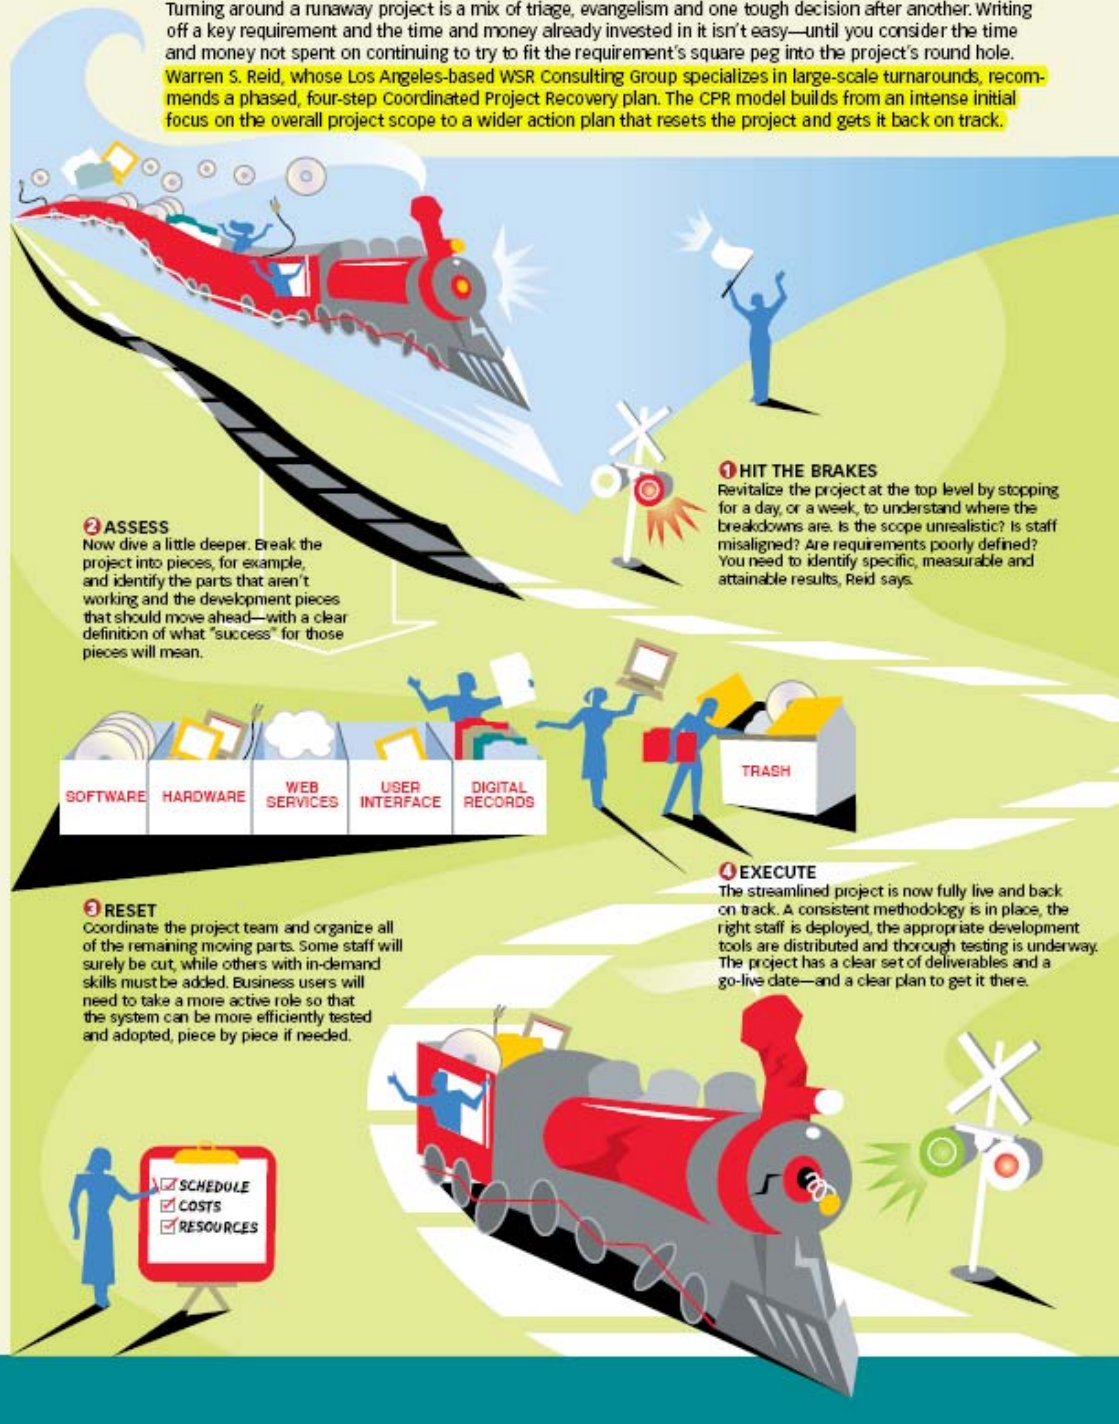 Turning around a runaway project is a mix of triage, evangelism and one tough decision after another. Writing
off a key requirement and the time and money already invested in it isn't easy—until you consider the time
and money not spent on continuing to try to fit the requirement's square peg into the project's round hole.
Warren S. Reid, whose Los Angeles-based WSR Consulting Group specializes in large-scale turnarounds, recom-
mends a phased, four-step Coordinated Project Recovery plan. The CPR model builds from an intense initial
focus on the overall project scope to a wider action plan that resets the project and gets it back on track.
1 HIT THE BRAKES
Revitalize the project at the top level by stopping
for a day, or a week, to understand where the
breakdowns are. Is the scope unrealistic? Is staff
misaligned? Are requirements poorly defined?
You need to identify specific, measurable and
attainable results, Reid says.
2 ASSESS
Now dive a little deeper. Break the
project into pieces, for example,
and identify the parts that aren't
working and the development pieces
that should move ahead—with a clear
definition of what "success" for those
pieces will mean.
SOFTWARE
HARDWARE
WEB
SERVICES
USER
INTERFACE
DIGITAL
RECORDS
TRASH
3 RESET
Coordinate the project team and organize all
of the remaining moving parts. Some staff will
surely be cut, while others with in-demand
skills must be added. Business users will
need to take a more active role so that
the system can be more efficiently tested
and adopted, piece by piece if needed.
4 EXECUTE
The streamlined project is now fully live and back
on track. A consistent methodology is in place, the
right staff is deployed, the appropriate development
tools are distributed and thorough testing is underway.
The project has a clear set of deliverables and a
go-live date—and a clear plan to get it there.
SCHEDULE
COSTS
RESOURCES